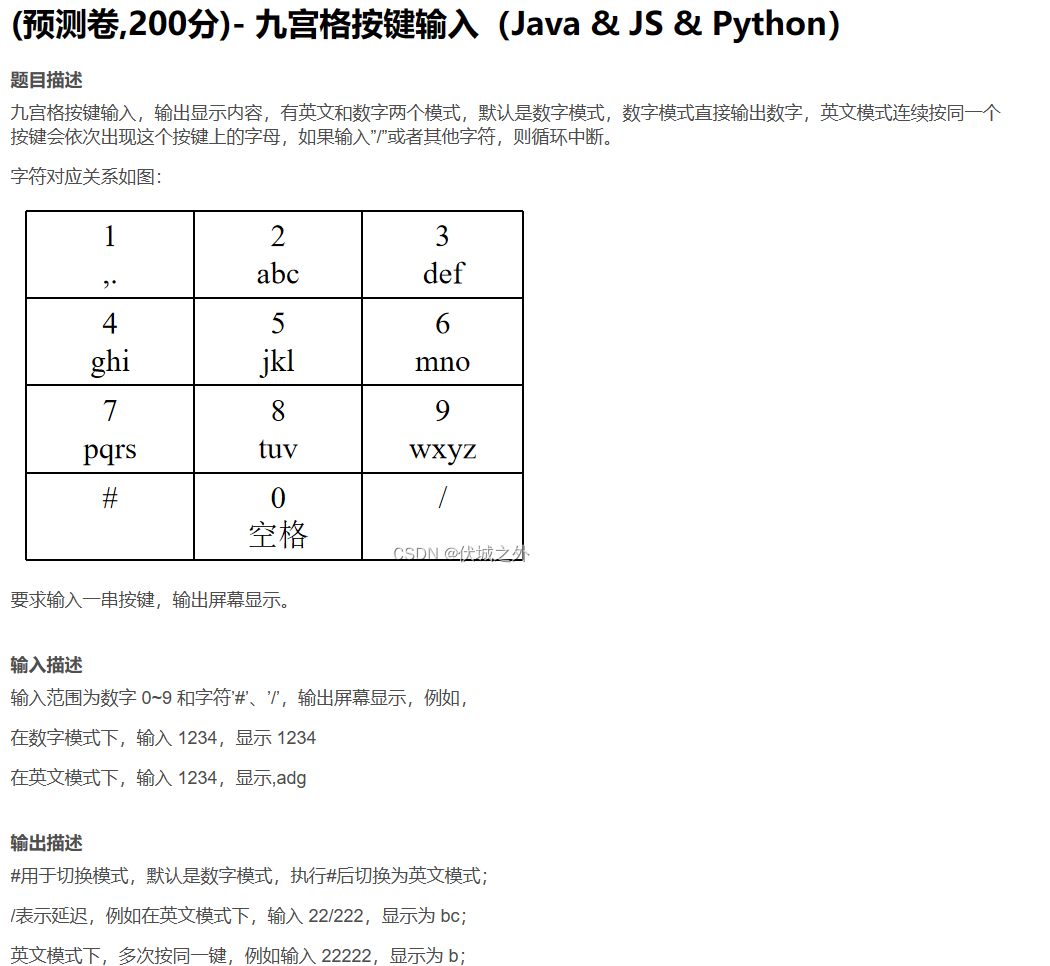 (预测卷,200分)- 九宫格按键输入（Java & JS & Python）
题目描述
九宫格按键输入，输出显示内容，有英文和数字两个模式，默认是数字模式，数字模式直接输出数字，英文模式连续按同一个
按键会依次出现这个按键上的字母，如果输入”/”或者其他字符，则循环中断。
字符对应关系如图：
1 2 3
,. abc def
4 5 6
ghi jkl mno
7 8 9
pqrs tuv wxyz
# 0 /
空格
CSDN @伏城之外
要求输入一串按键，输出屏幕显示。
输入描述
输入范围为数字 0~9 和字符’#’、’/’，输出屏幕显示，例如，
在数字模式下，输入 1234，显示 1234
在英文模式下，输入 1234，显示,adg
输出描述
#用于切换模式，默认是数字模式，执行#后切换为英文模式；
/表示延迟，例如在英文模式下，输入 22/222，显示为 bc；
英文模式下，多次按同一键，例如输入 22222，显示为 b；